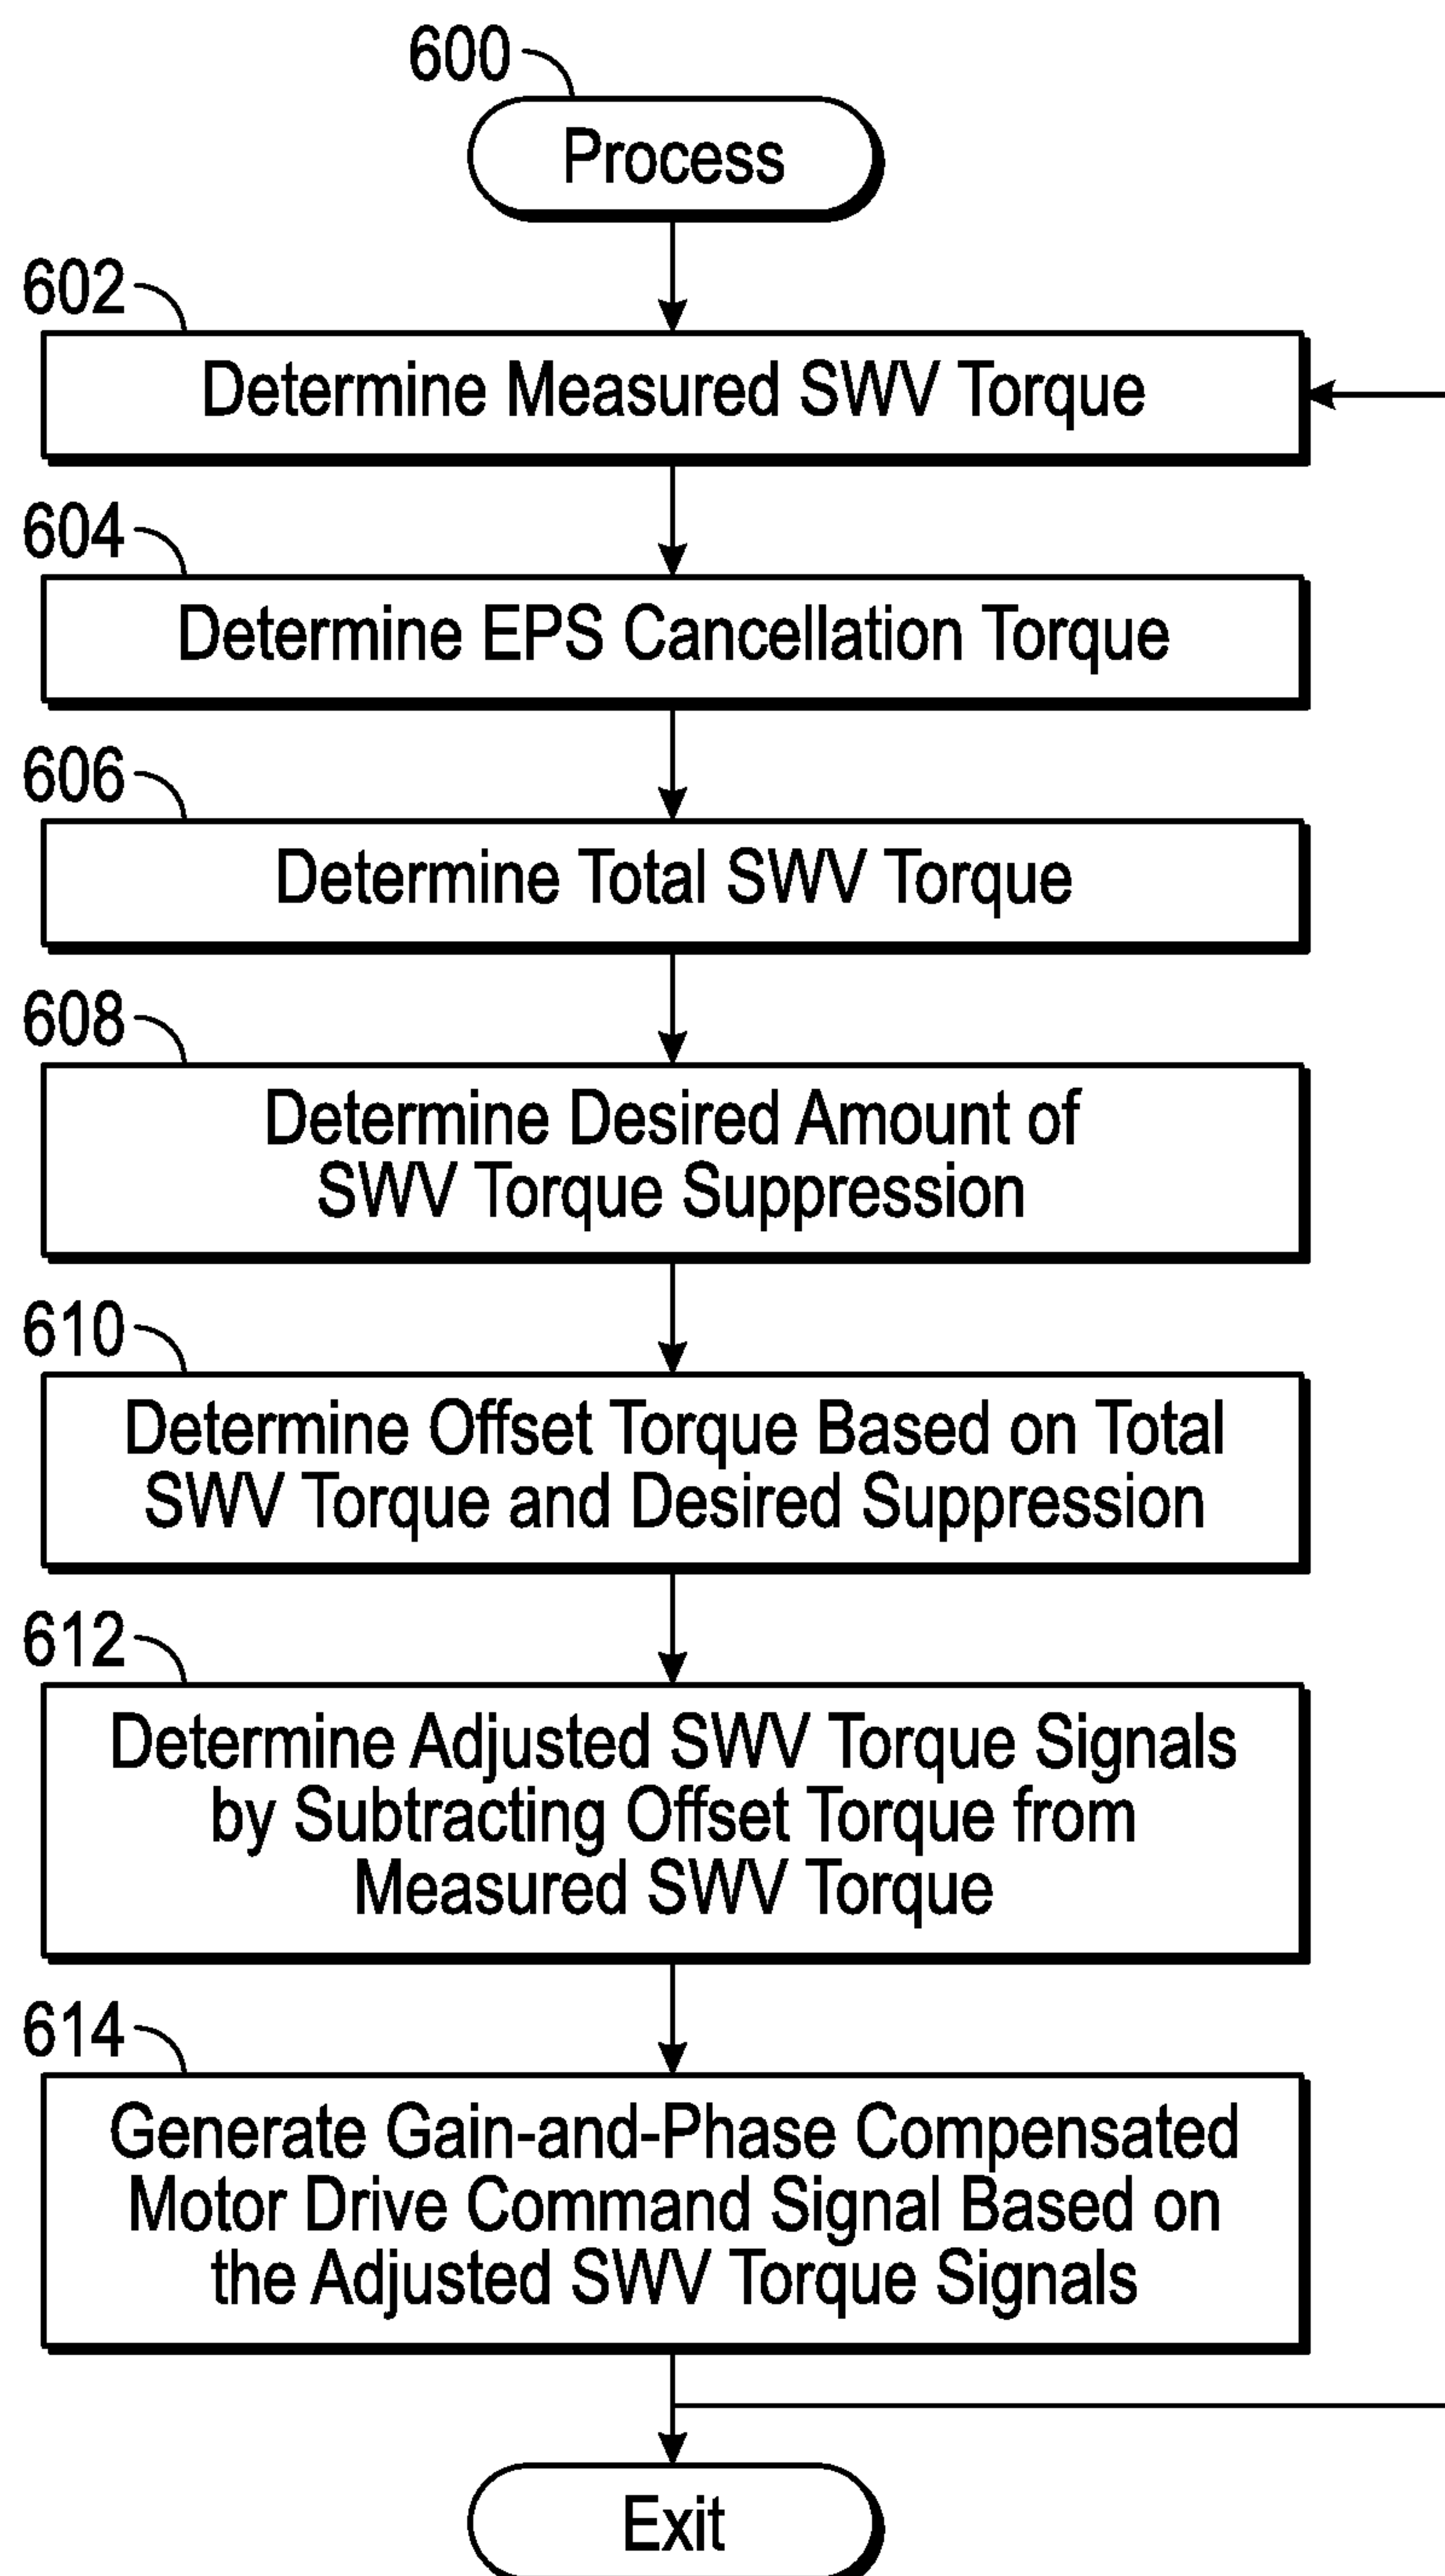 600
Process
602
Determine Measured SWV Torque
604
Determine EPS Cancellation Torque
606
Determine Total SWV Torque
608
Determine Desired Amount of
SWV Torque Suppression
610
Determine Offset Torque Based on Total
SWV Torque and Desired Suppression
612
Determine Adjusted SWV Torque Signals
by Subtracting Offset Torque from
Measured SWV Torque
614
Generate Gain-and-Phase Compensated
Motor Drive Command Signal Based on
the Adjusted SWV Torque Signals
Exit